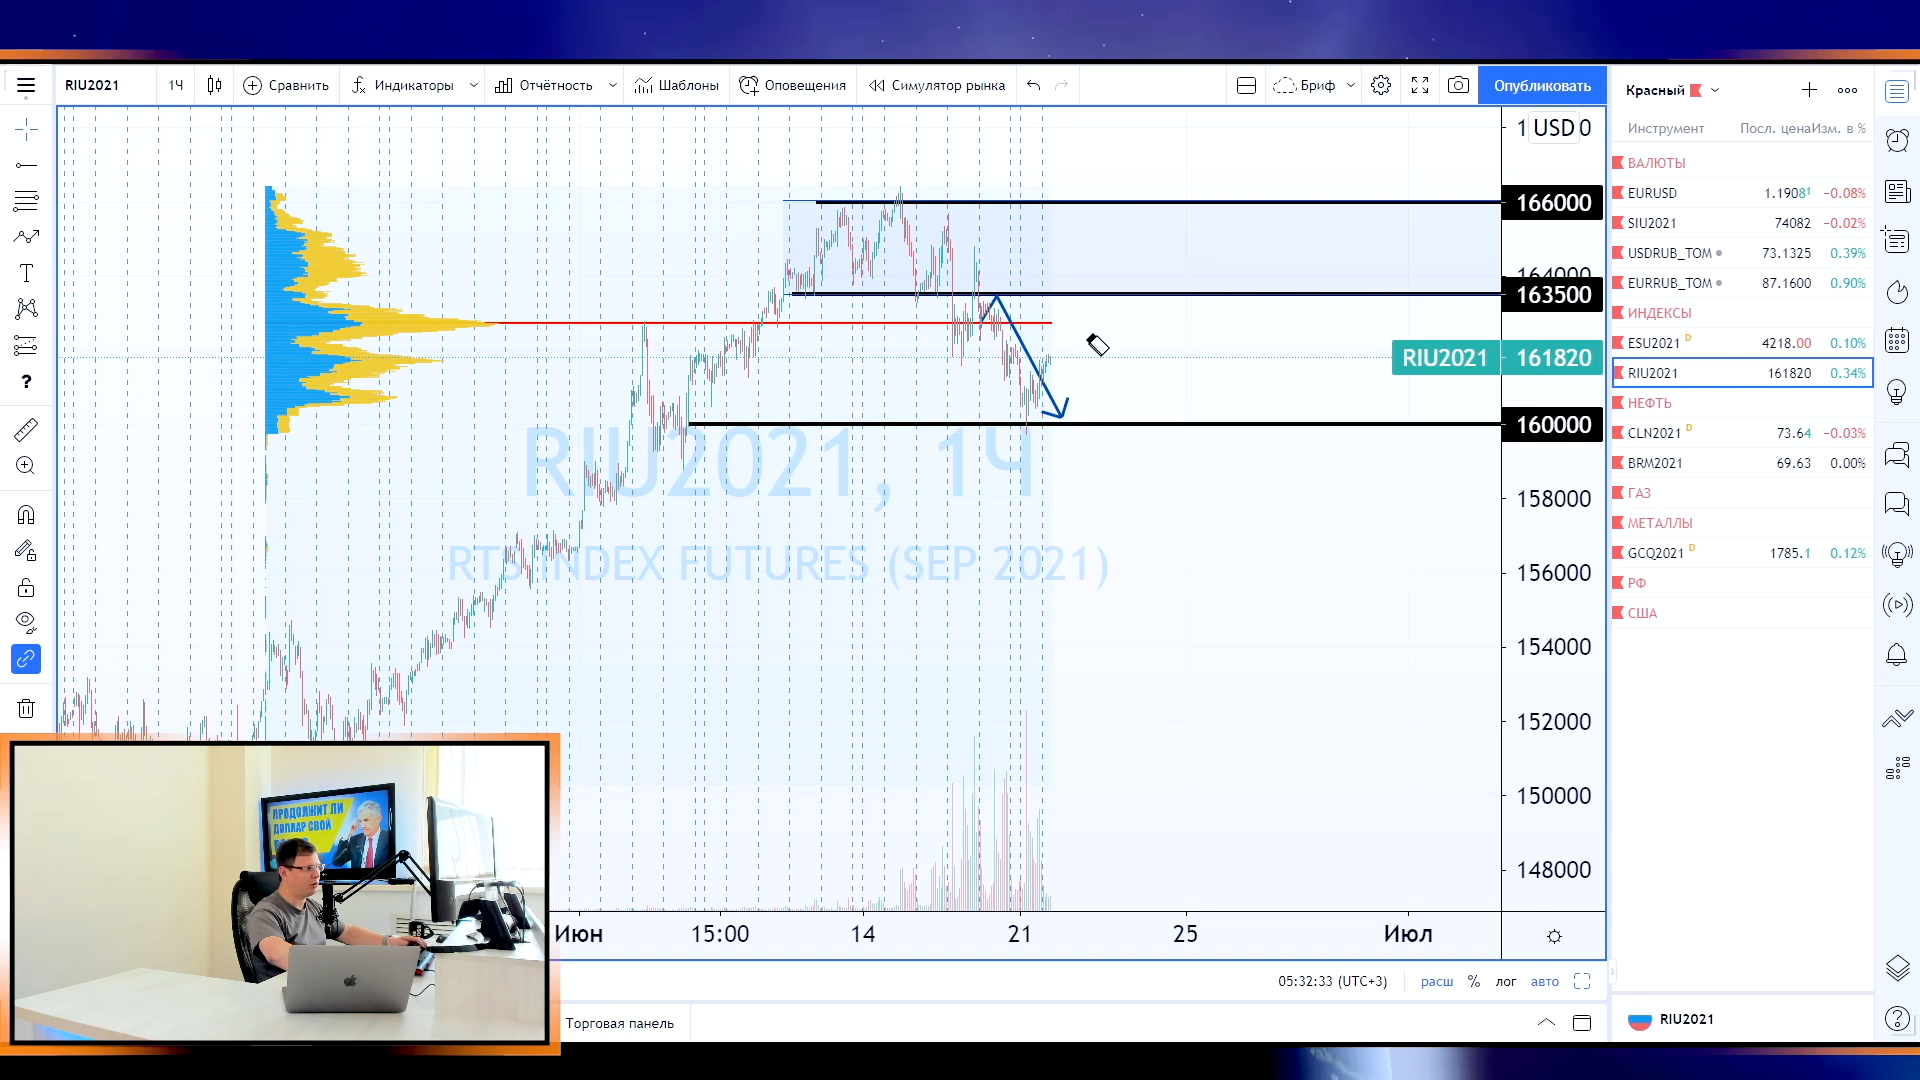 RIU2021 1Ч Сравнить Индикаторы Отчётность Шаблоны Оповещения Симулятор рынка Бриф Опубликовать
Красный
Инструмент Посл. цена Изм. в %
ВАЛЮТЫ
EURUSD 1.19081 −0.08%
SIU2021 74082 −0.02%
USDRUB_TOM 73.1325 0.39%
EURRUB_TOM 87.1600 0.90%
ИНДЕКСЫ
ESU2021 D 4218.00 0.10%
RIU2021 161820 0.34%
НЕФТЬ
CLN2021 D 73.64 −0.03%
BRM2021 69.63 0.00%
ГАЗ
МЕТАЛЛЫ
GCQ2021 D 1785.1 0.12%
РФ
США
USD
166000
164000
163500
RIU2021 161820
160000
158000
156000
154000
152000
150000
148000
RIU2021, 1Ч
RTS INDEX FUTURES (SEP 2021)
ПРОДОЛЖИТ ЛИ
ДОЛЛАР СВОЙ
Июн 15:00 14 21 25 Июл
05:32:33 (UTC+3) расш % лог авто
Торговая панель
RIU2021